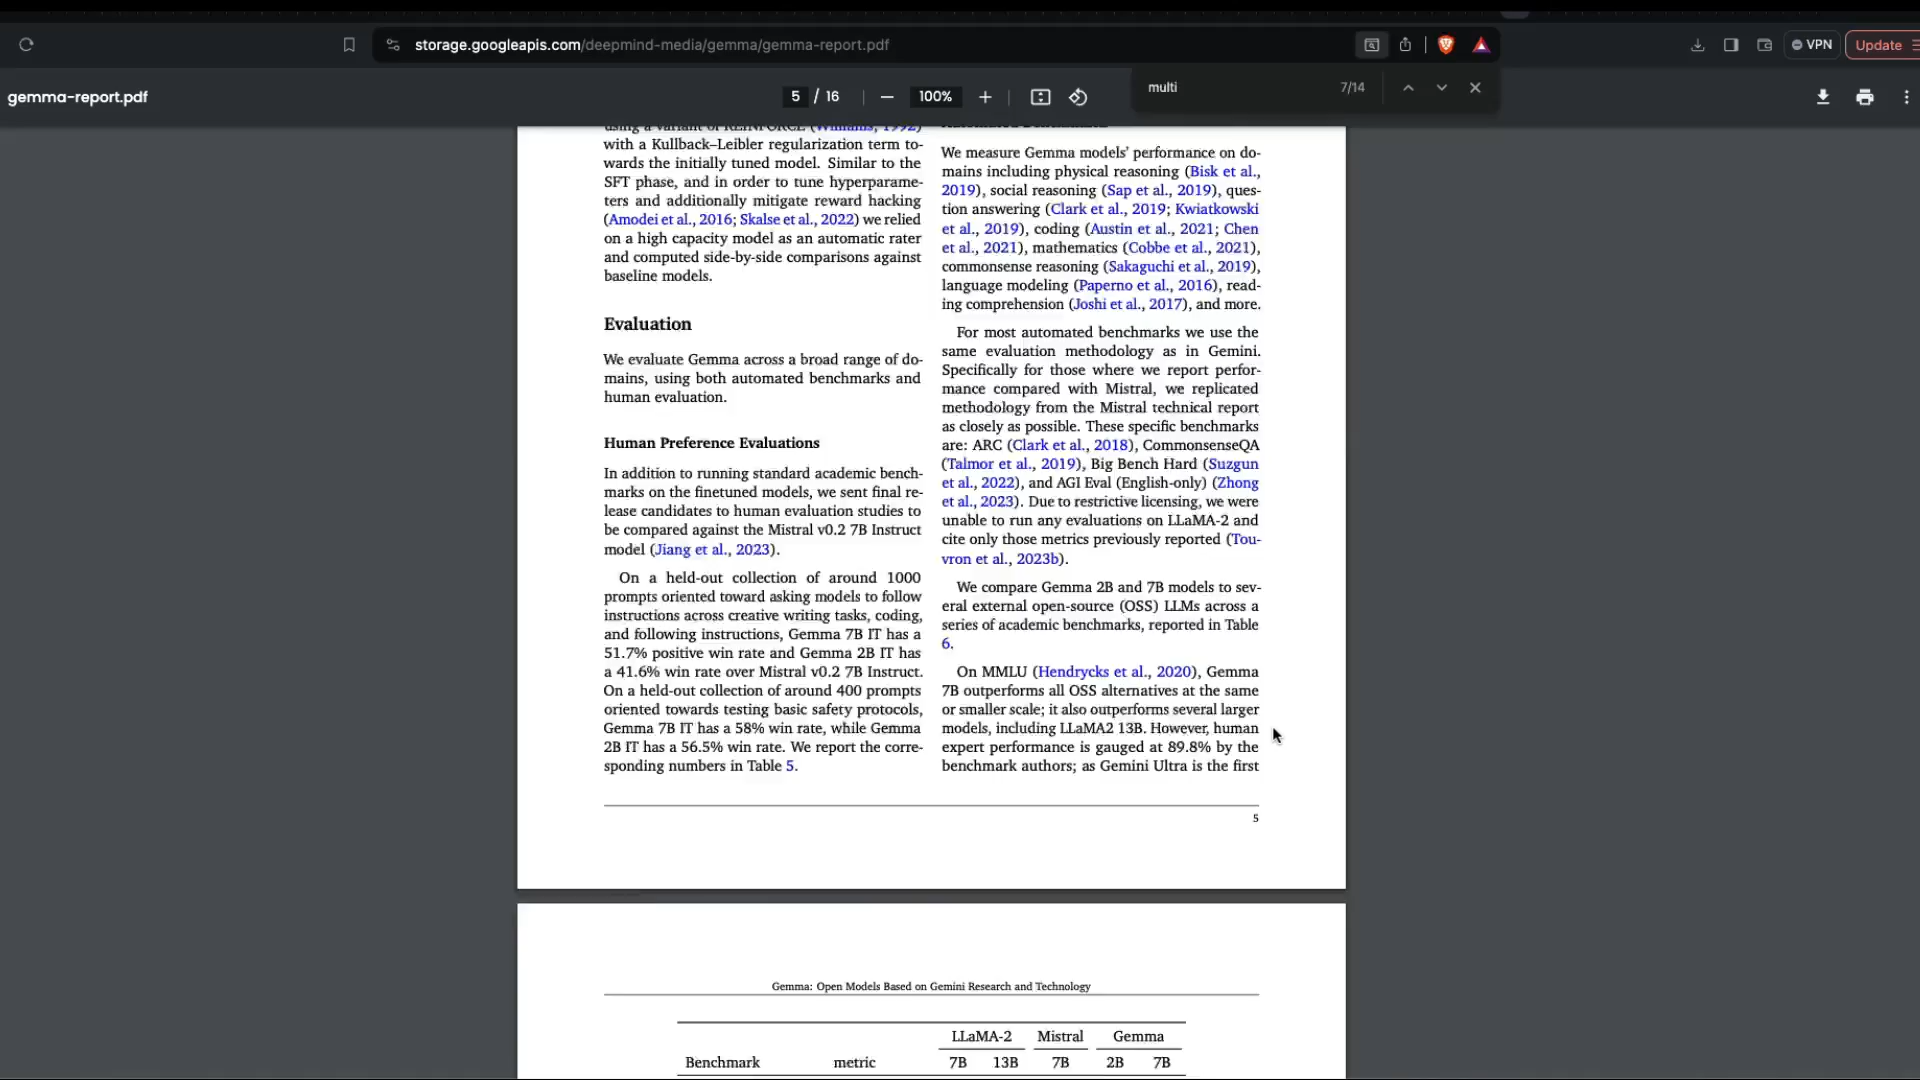 storage.googleapis.com/deepmind-media/gemma/gemma-report.pdf
VPN
Update
multi
7/14
gemma-report.pdf
5 / 16
100%
using a variant of REINFORCE (Williams, 1992)
with a Kullback–Leibler regularization term to-
wards the initially tuned model. Similar to the
SFT phase, and in order to tune hyperparame-
ters and additionally mitigate reward hacking
(Amodei et al., 2016; Skalse et al., 2022) we relied
on a high capacity model as an automatic rater
and computed side-by-side comparisons against
baseline models.
Evaluation
We evaluate Gemma across a broad range of do-
mains, using both automated benchmarks and
human evaluation.
Human Preference Evaluations
In addition to running standard academic bench-
marks on the finetuned models, we sent final re-
lease candidates to human evaluation studies to
be compared against the Mistral v0.2 7B Instruct
model (Jiang et al., 2023).
On a held-out collection of around 1000
prompts oriented toward asking models to follow
instructions across creative writing tasks, coding,
and following instructions, Gemma 7B IT has a
51.7% positive win rate and Gemma 2B IT has
a 41.6% win rate over Mistral v0.2 7B Instruct.
On a held-out collection of around 400 prompts
oriented towards testing basic safety protocols,
Gemma 7B IT has a 58% win rate, while Gemma
2B IT has a 56.5% win rate. We report the corre-
sponding numbers in Table 5.
We measure Gemma models' performance on do-
mains including physical reasoning (Bisk et al.,
2019), social reasoning (Sap et al., 2019), ques-
tion answering (Clark et al., 2019; Kwiatkowski
et al., 2019), coding (Austin et al., 2021; Chen
et al., 2021), mathematics (Cobbe et al., 2021),
commonsense reasoning (Sakaguchi et al., 2019),
language modeling (Paperno et al., 2016), read-
ing comprehension (Joshi et al., 2017), and more.
For most automated benchmarks we use the
same evaluation methodology as in Gemini.
Specifically for those where we report perfor-
mance compared with Mistral, we replicated
methodology from the Mistral technical report
as closely as possible. These specific benchmarks
are: ARC (Clark et al., 2018), CommonsenseQA
(Talmor et al., 2019), Big Bench Hard (Suzgun
et al., 2022), and AGI Eval (English-only) (Zhong
et al., 2023). Due to restrictive licensing, we were
unable to run any evaluations on LLaMA-2 and
cite only those metrics previously reported (Tou-
vron et al., 2023b).
We compare Gemma 2B and 7B models to sev-
eral external open-source (OSS) LLMs across a
series of academic benchmarks, reported in Table
6.
On MMLU (Hendrycks et al., 2020), Gemma
7B outperforms all OSS alternatives at the same
or smaller scale; it also outperforms several larger
models, including LLaMA2 13B. However, human
expert performance is gauged at 89.8% by the
benchmark authors; as Gemini Ultra is the first
5
Gemma: Open Models Based on Gemini Research and Technology
LLaMA-2 Mistral Gemma
Benchmark metric 7B 13B 7B 2B 7B